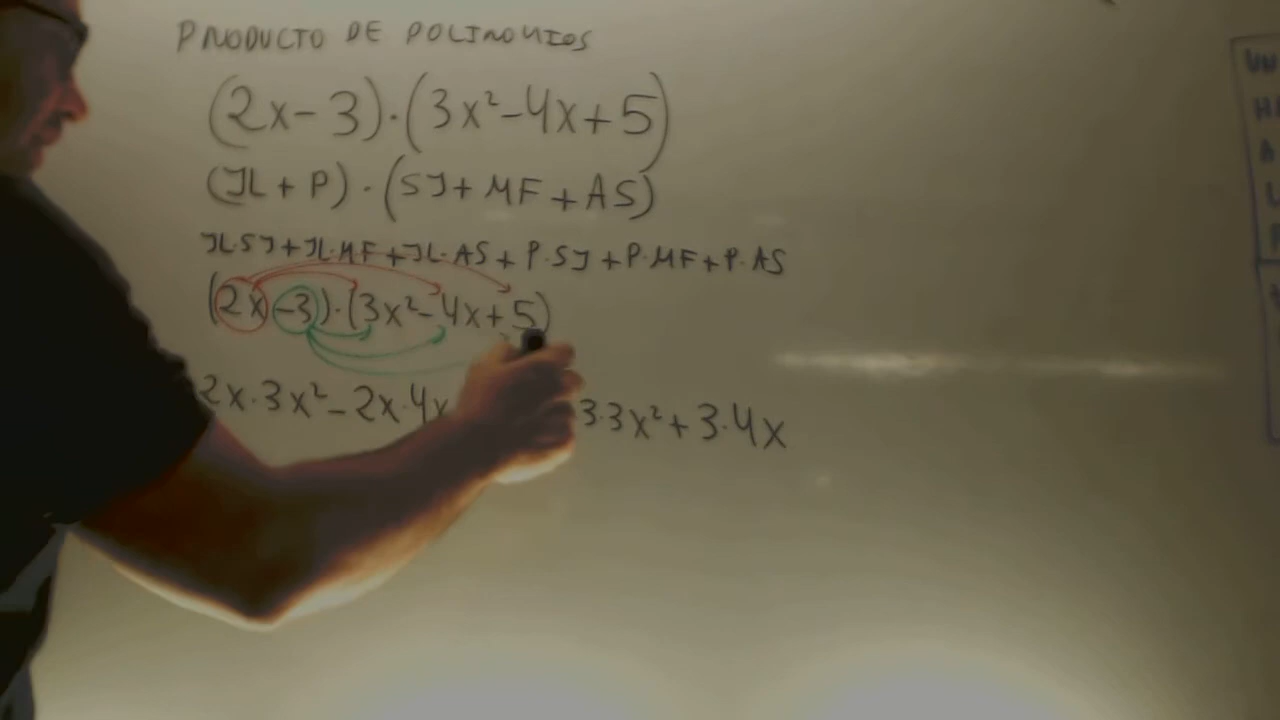 PRODUCTO DE POLINOMIOS
(2x-3)·(3x²-4x+5)
(JL+P)·(SJ+MF+AS)
JL·SJ+JL·MF+JL·AS+P·SJ+P·MF+P·AS
(2x-3)·(3x²-4x+5)
2x·3x²-2x·4x 3·3x²+3·4x